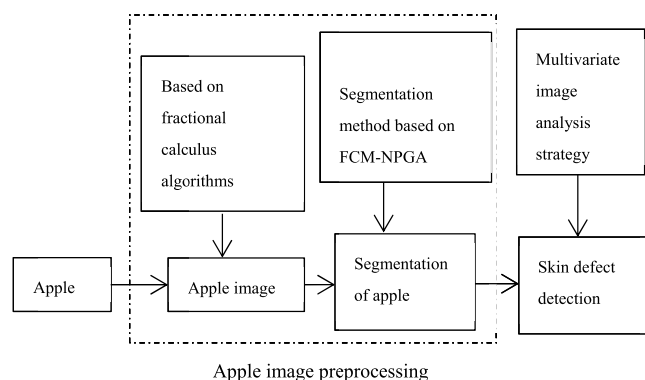 Based on
fractional
calculus
algorithms
Segmentation
method based on
FCM-NPGA
Multivariate
image
analysis
strategy
Apple
Apple image
Segmentation
of apple
Skin defect
detection
Apple image preprocessing